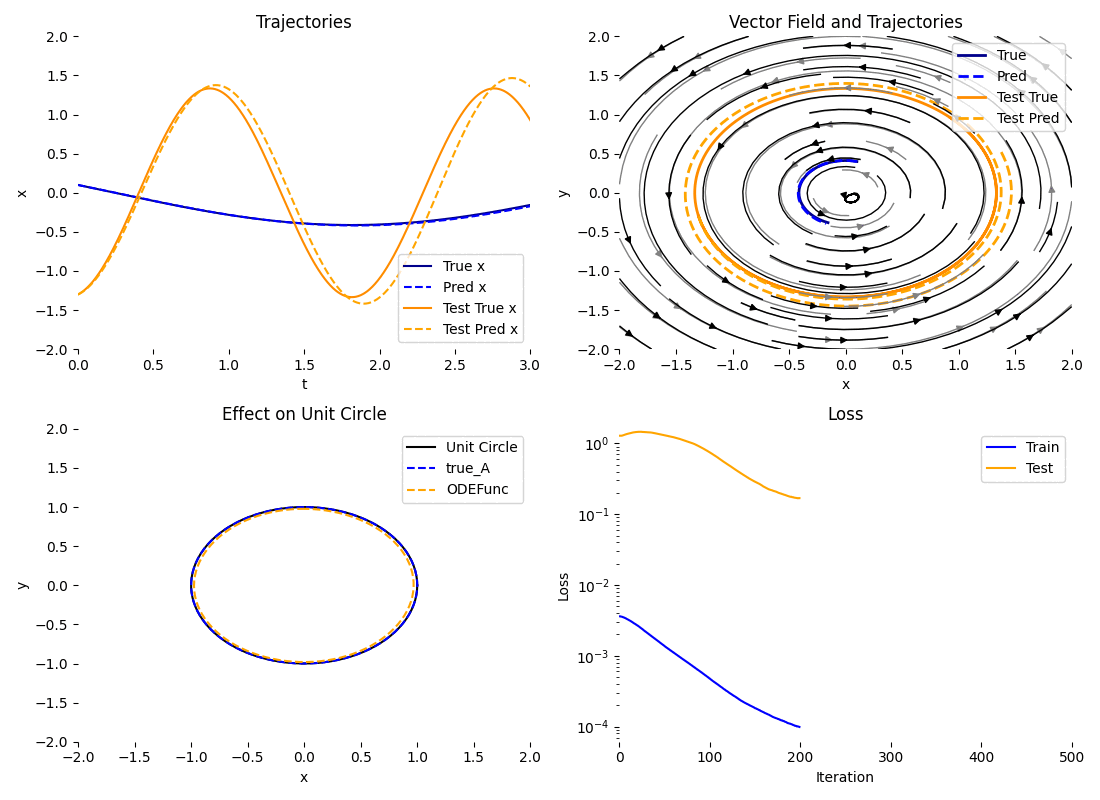 Trajectories
2.0
1.5
1.0
0.5
0.0
−0.5
−1.0
−1.5
−2.0
x
0.0 0.5 1.0 1.5 2.0 2.5 3.0
t
True x
Pred x
Test True x
Test Pred x
Vector Field and Trajectories
2.0
1.5
1.0
0.5
0.0
−0.5
−1.0
−1.5
−2.0
y
−2.0 −1.5 −1.0 −0.5 0.0 0.5 1.0 1.5 2.0
x
True
Pred
Test True
Test Pred
Effect on Unit Circle
2.0
1.5
1.0
0.5
0.0
−0.5
−1.0
−1.5
−2.0
y
−2.0 −1.5 −1.0 −0.5 0.0 0.5 1.0 1.5 2.0
x
Unit Circle
true_A
ODEFunc
Loss
10⁰
10⁻¹
10⁻²
10⁻³
10⁻⁴
Loss
0 100 200 300 400 500
Iteration
Train
Test